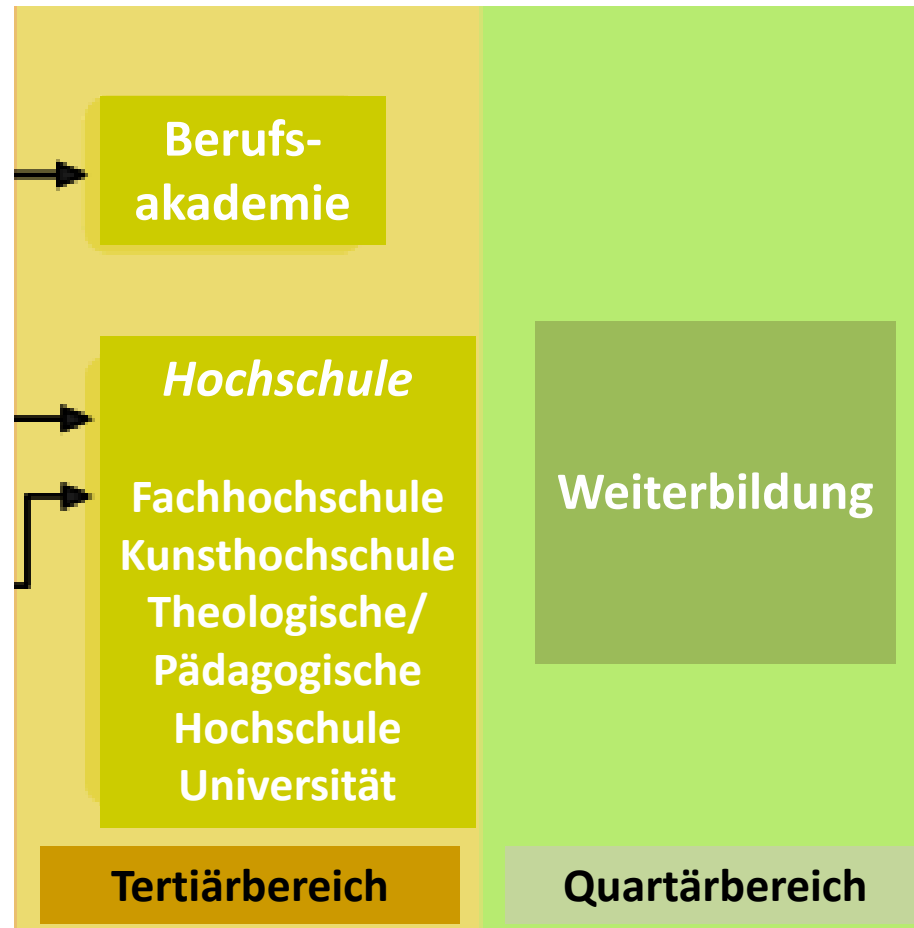 Berufs-
akademie
Hochschule
Fachhochschule
Kunsthochschule
Theologische/
Pädagogische
Hochschule
Universität
Weiterbildung
Tertiärbereich
Quartärbereich